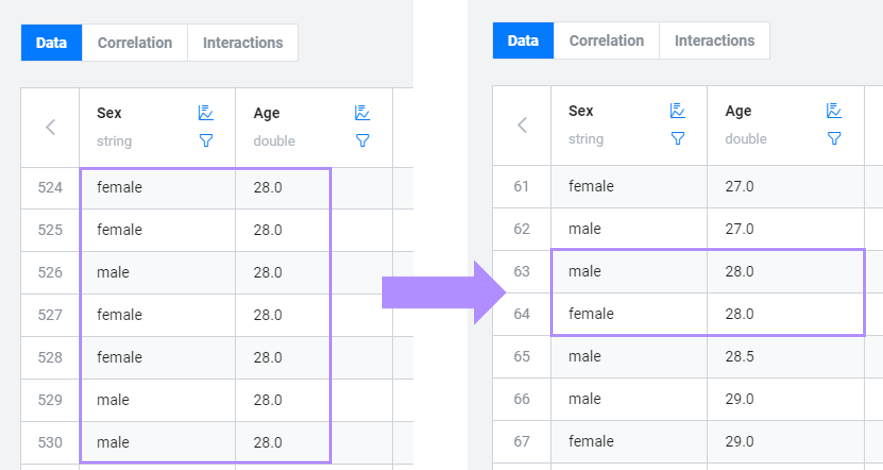 Data Correlation Interactions
Sex Age
string double
524 female 28.0
525 female 28.0
526 male 28.0
527 female 28.0
528 female 28.0
529 male 28.0
530 male 28.0
Data Correlation Interactions
Sex Age
string double
61 female 27.0
62 male 27.0
63 male 28.0
64 female 28.0
65 male 28.5
66 male 29.0
67 female 29.0